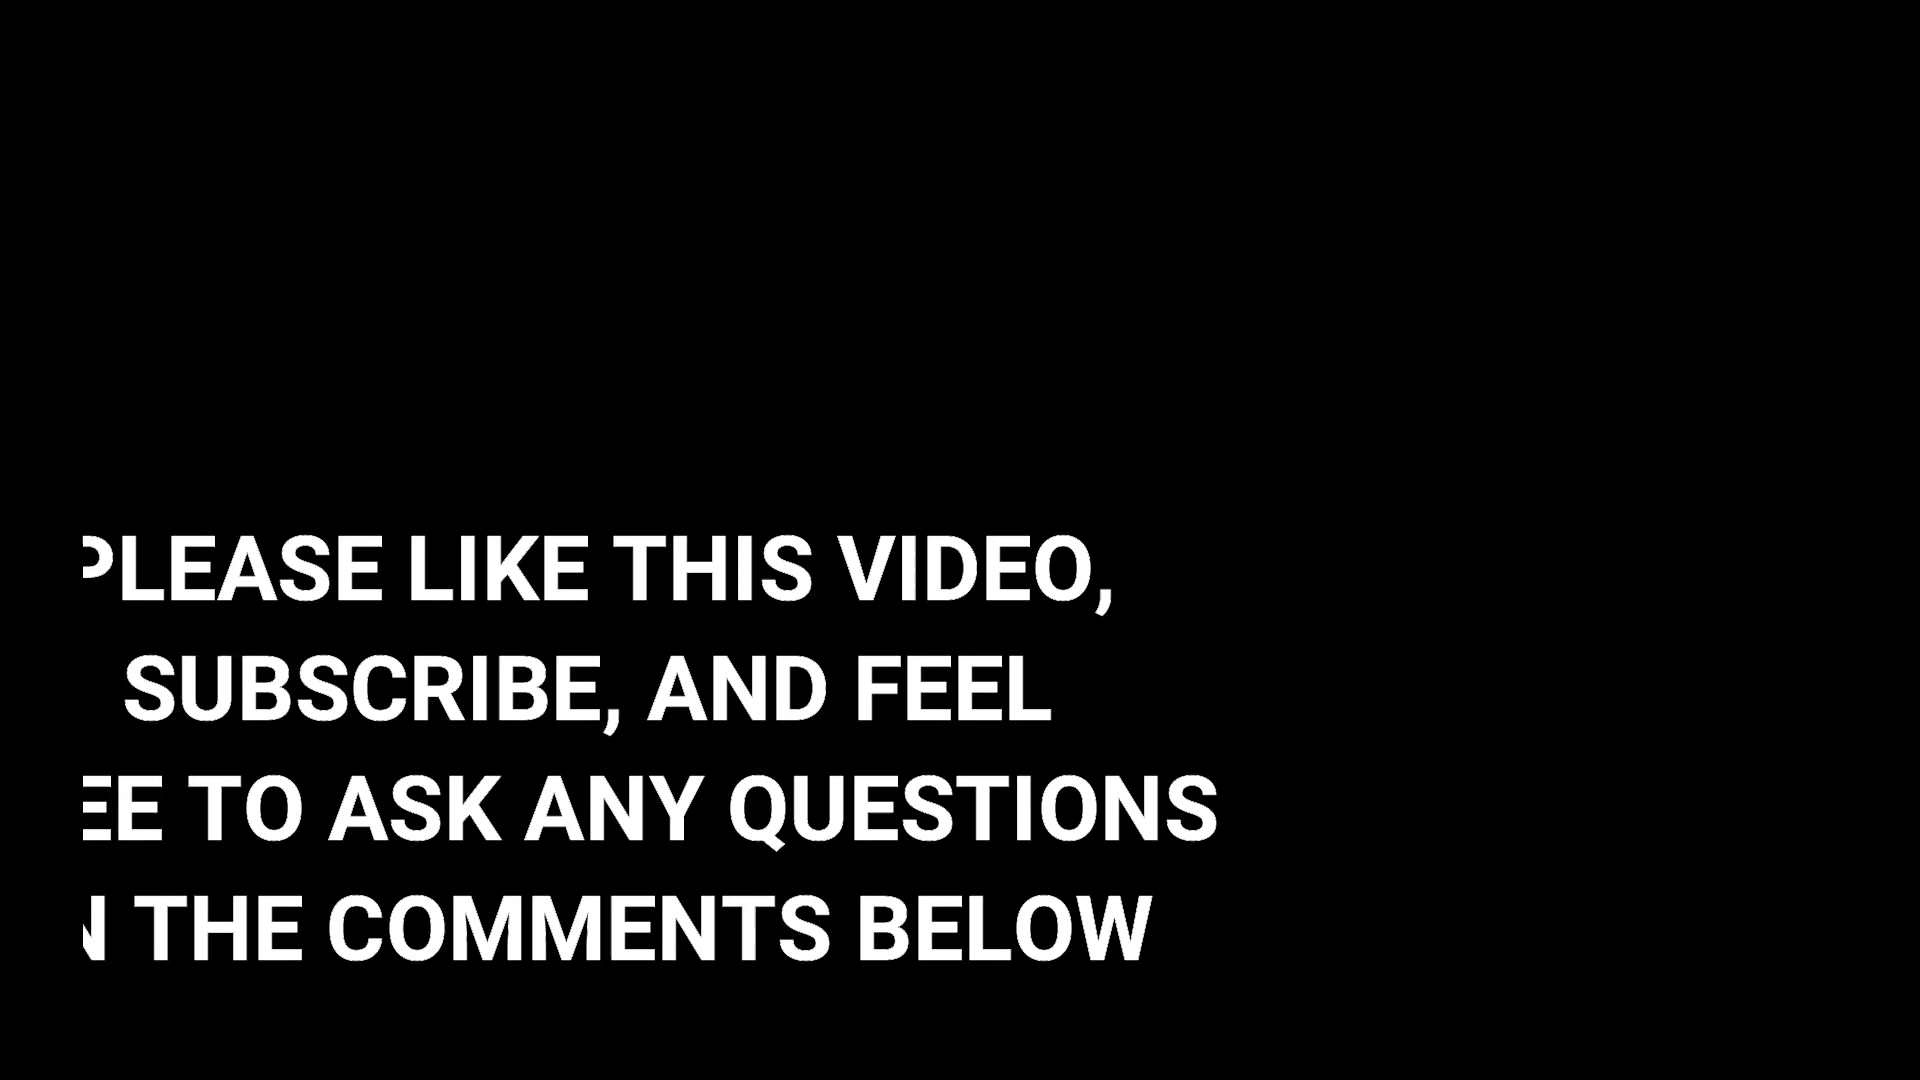 PLEASE LIKE THIS VIDEO,
SUBSCRIBE, AND FEEL
EE TO ASK ANY QUESTIONS
N THE COMMENTS BELOW